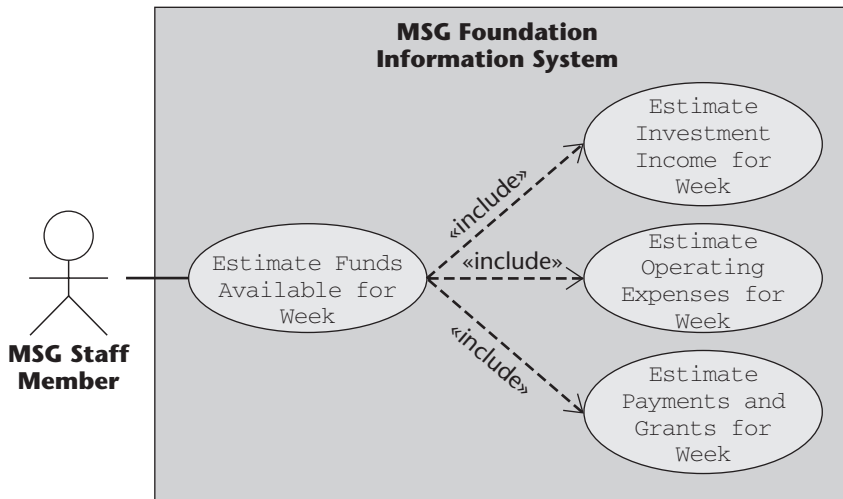 MSG Foundation
Information System
Estimate
Investment
Income for
Week
«include»
MSG Staff
Member
Estimate Funds
Available for
Week
«include»
Estimate
Operating
Expenses for
Week
«include»
Estimate
Payments and
Grants for
Week